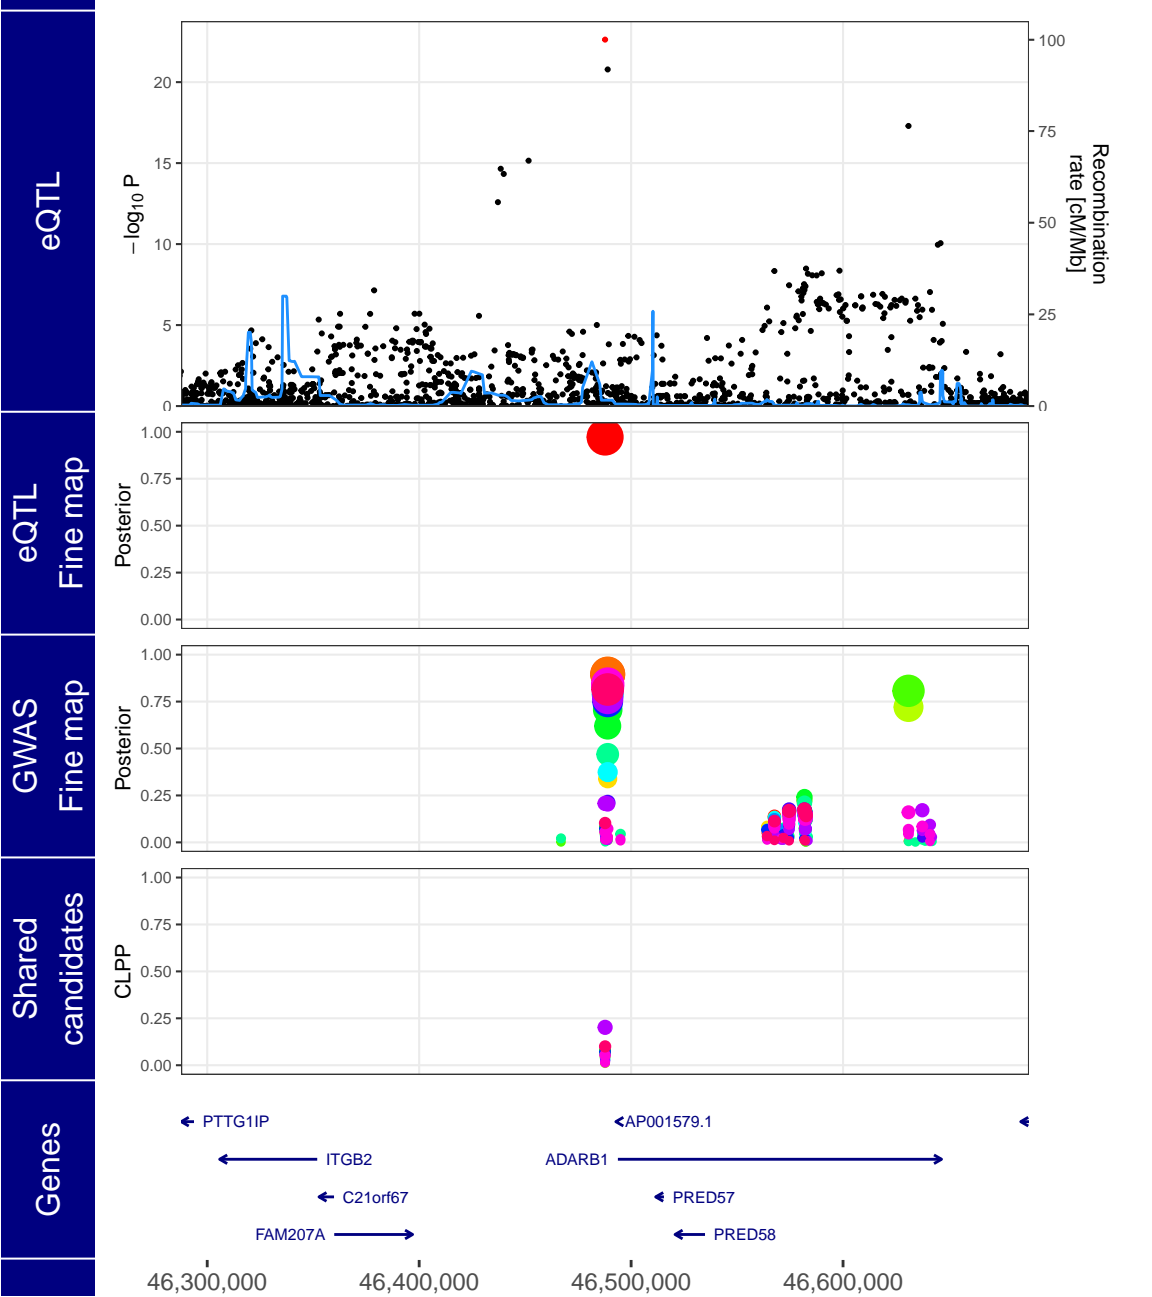 eQTL
−log10 P
20
15
10
5
0
100
75
50
25
0
Recombination
rate [cM/Mb]
eQTL
Fine map
Posterior
1.00
0.75
0.50
0.25
0.00
GWAS
Fine map
Posterior
1.00
0.75
0.50
0.25
0.00
Shared
candidates
CLPP
1.00
0.75
0.50
0.25
0.00
Genes
PTTG1IP
AP001579.1
ITGB2
ADARB1
C21orf67
PRED57
FAM207A
PRED58
46,300,000
46,400,000
46,500,000
46,600,000